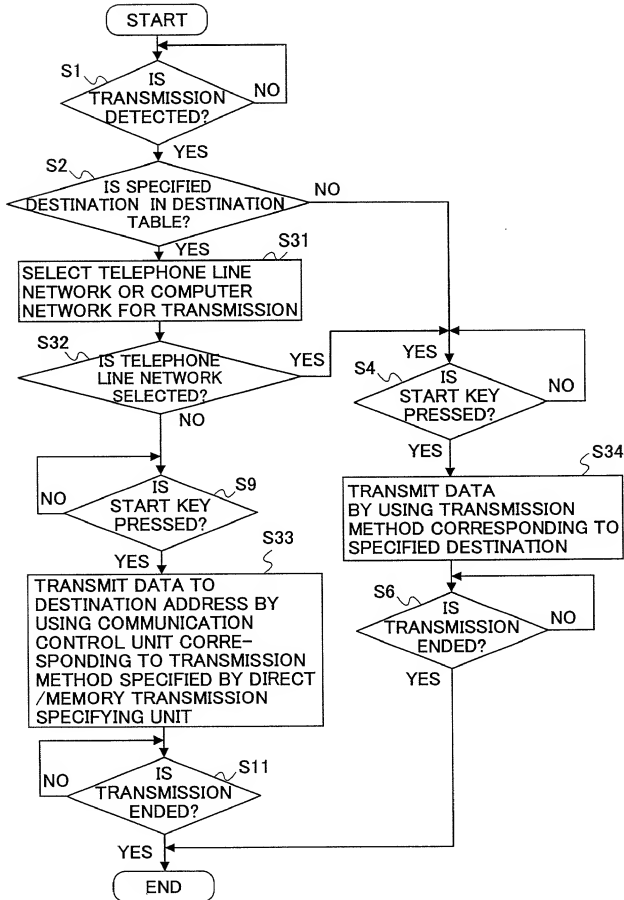 START
S1
IS
TRANSMISSION
DETECTED?
NO
YES
S2
IS SPECIFIED
DESTINATION IN DESTINATION
TABLE?
NO
YES
S31
SELECT TELEPHONE LINE
NETWORK OR COMPUTER
NETWORK FOR TRANSMISSION
S32
IS TELEPHONE
LINE NETWORK
SELECTED?
YES
NO
YES
S4
IS
START KEY
PRESSED?
NO
YES
S34
TRANSMIT DATA
BY USING TRANSMISSION
METHOD CORRESPONDING TO
SPECIFIED DESTINATION
S6
IS
TRANSMISSION
ENDED?
NO
YES
S9
IS
START KEY
PRESSED?
NO
YES
S33
TRANSMIT DATA TO
DESTINATION ADDRESS BY
USING COMMUNICATION
CONTROL UNIT CORRE-
SPONDING TO TRANSMISSION
METHOD SPECIFIED BY DIRECT
/MEMORY TRANSMISSION
SPECIFYING UNIT
S11
IS
TRANSMISSION
ENDED?
NO
YES
END